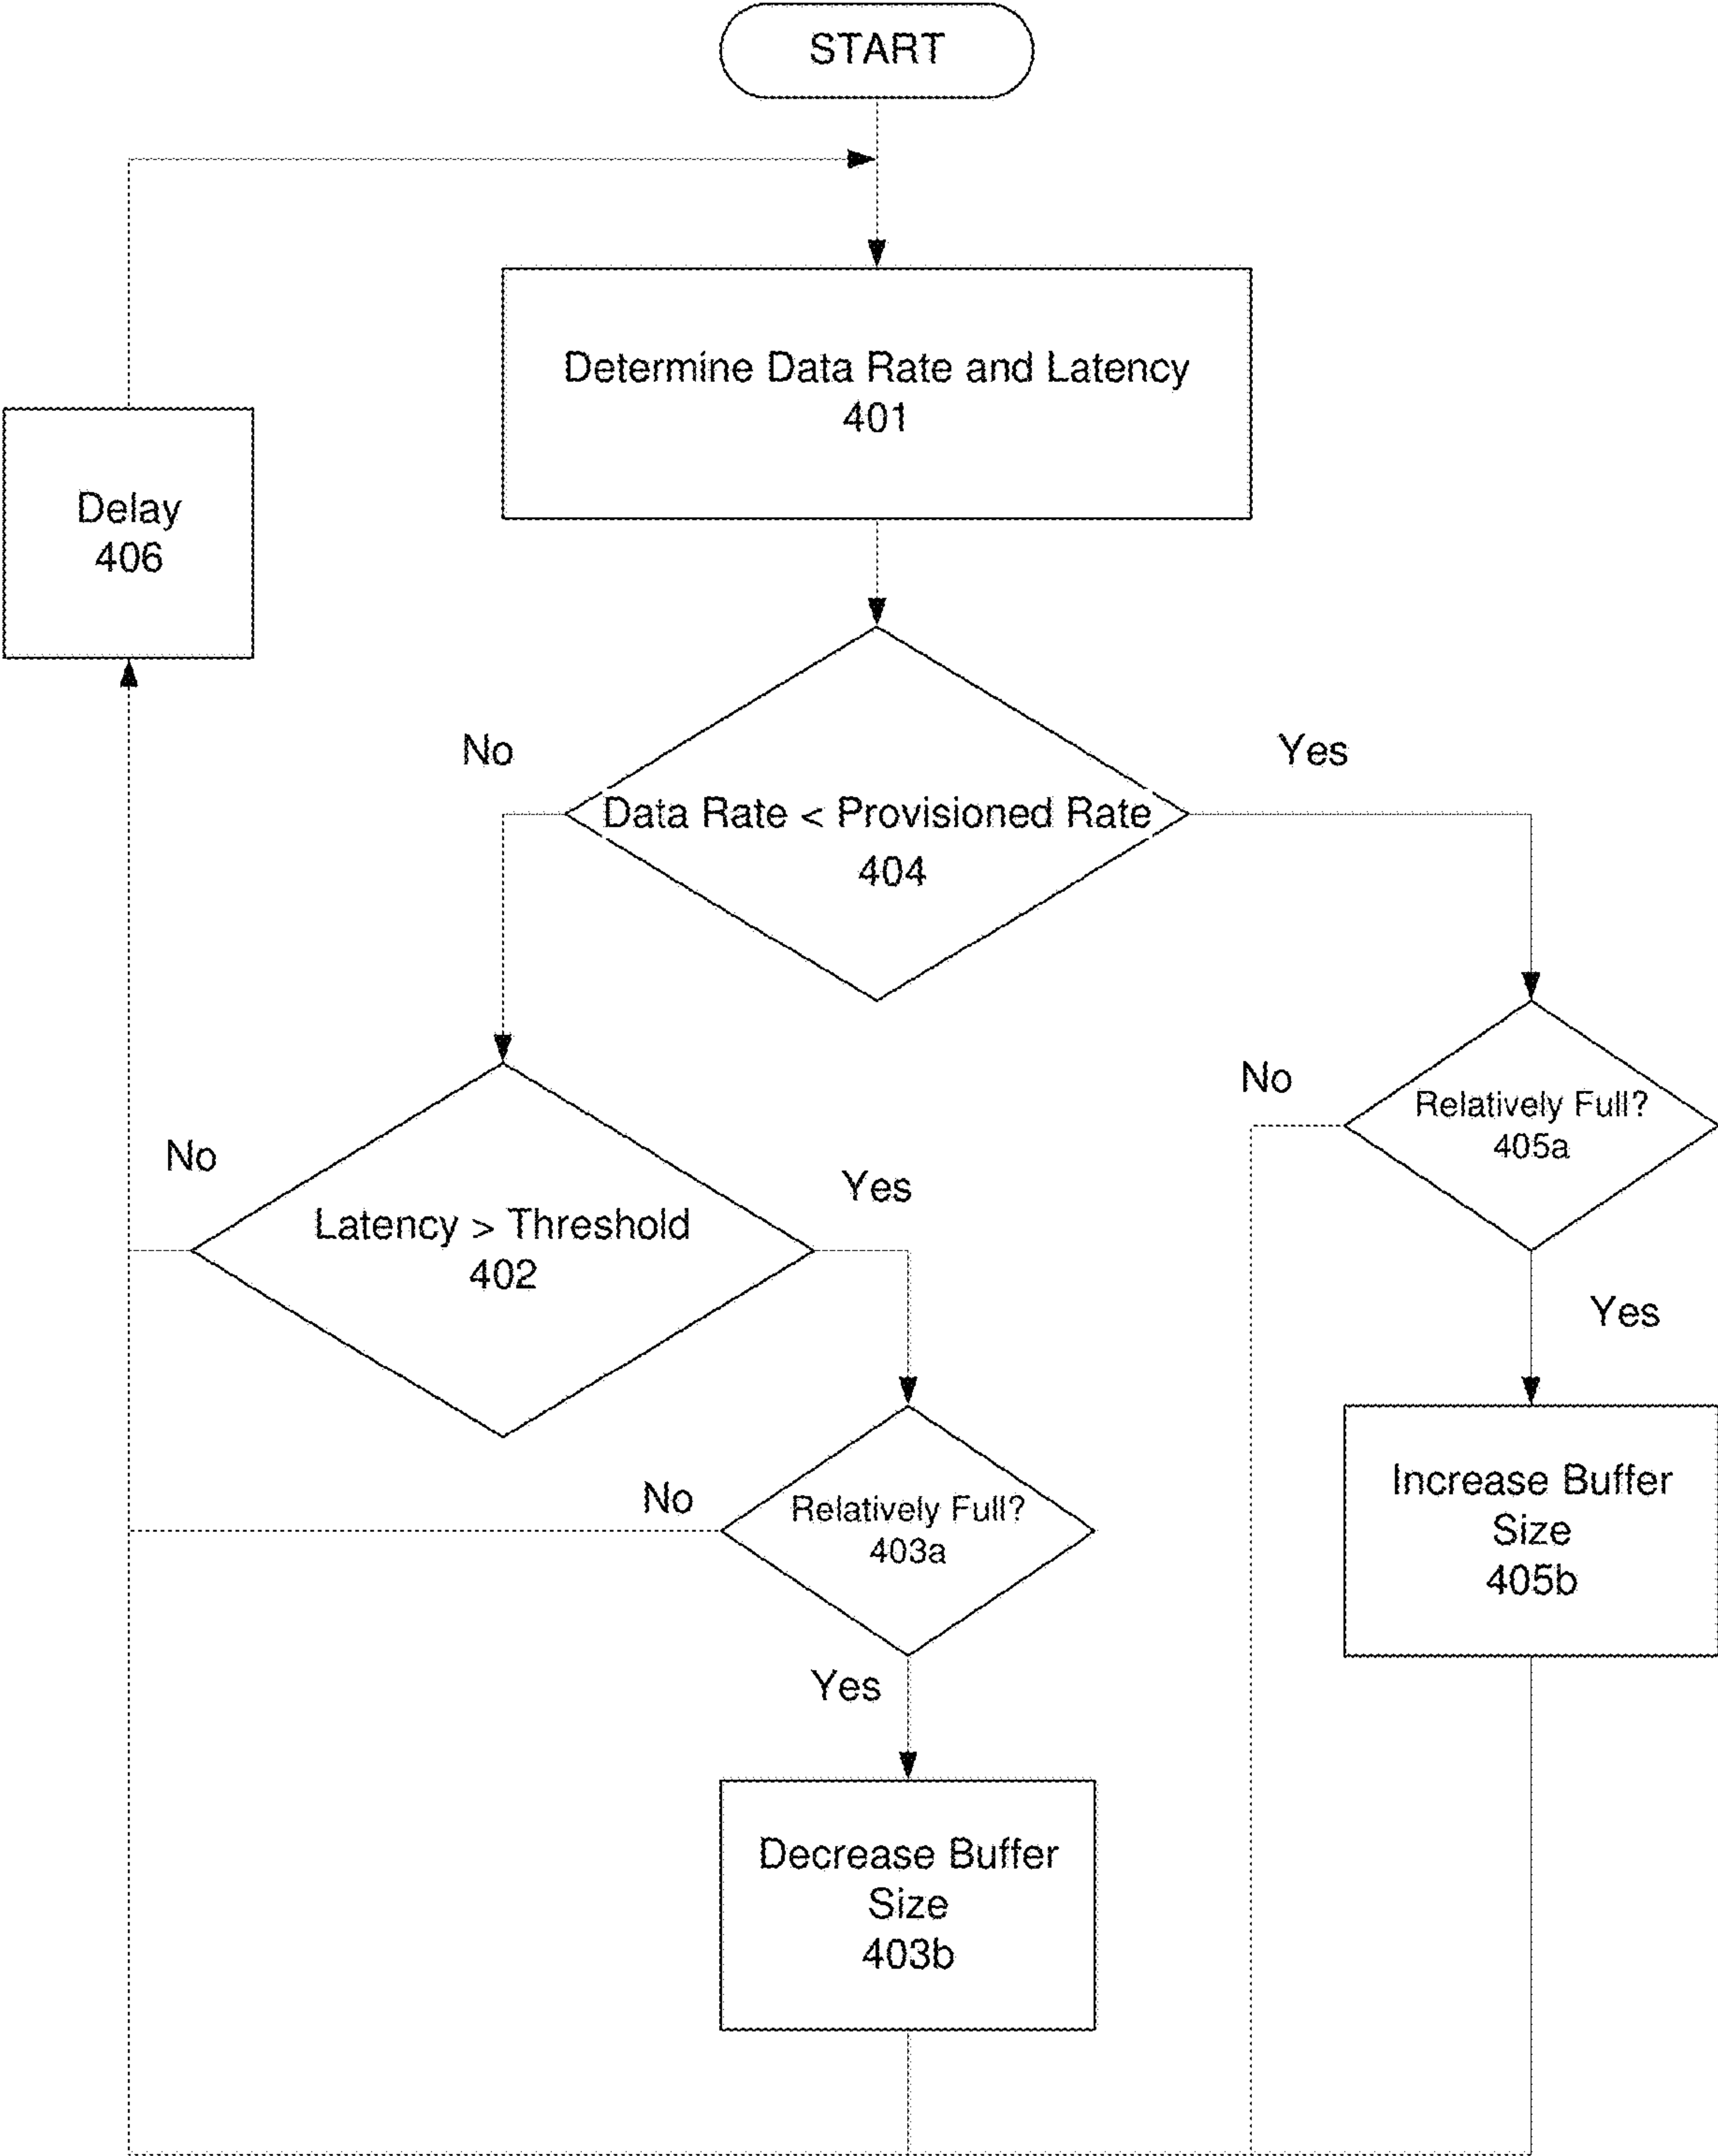 START
Determine Data Rate and Latency
401
Delay
406
No
Yes
Data Rate < Provisioned Rate
404
No
Relatively Full?
405a
No
Yes
Latency > Threshold
402
Yes
Increase Buffer
Size
405b
No
Relatively Full?
403a
Yes
Decrease Buffer
Size
403b